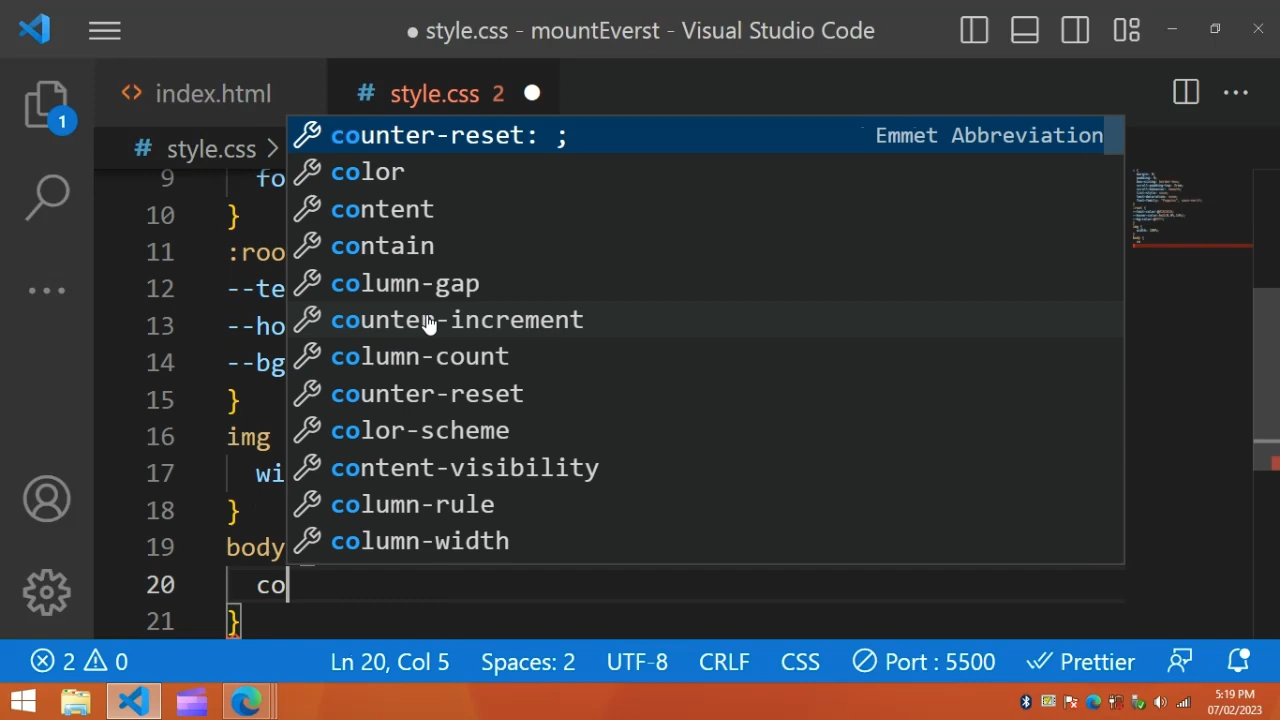 ● style.css - mountEverst - Visual Studio Code
1
<> index.html
# style.css 2
# style.css >
counter-reset: ; Emmet Abbreviation
color
content
contain
column-gap
counter-increment
column-count
counter-reset
color-scheme
content-visibility
column-rule
column-width
9 fo
10 }
11 :roo
12 --te
13 --ho
14 --bg
15 }
16 img
17 wi
18 }
19 body
20 co
21 }
2 0 Ln 20, Col 5 Spaces: 2 UTF-8 CRLF CSS Port : 5500 Prettier
5:19 PM
07/02/2023